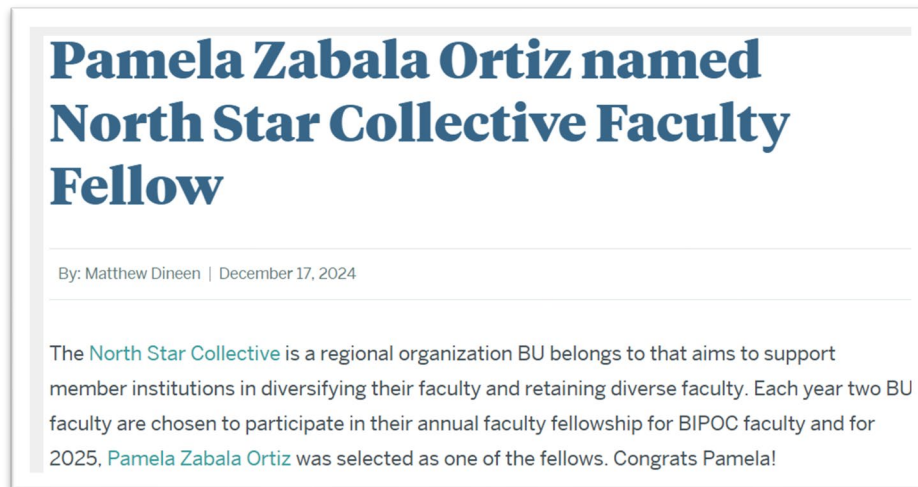 Pamela Zabala Ortiz named
North Star Collective Faculty
Fellow
By: Matthew Dineen | December 17, 2024
The North Star Collective is a regional organization BU belongs to that aims to support
member institutions in diversifying their faculty and retaining diverse faculty. Each year two BU
faculty are chosen to participate in their annual faculty fellowship for BIPOC faculty and for
2025, Pamela Zabala Ortiz was selected as one of the fellows. Congrats Pamela!